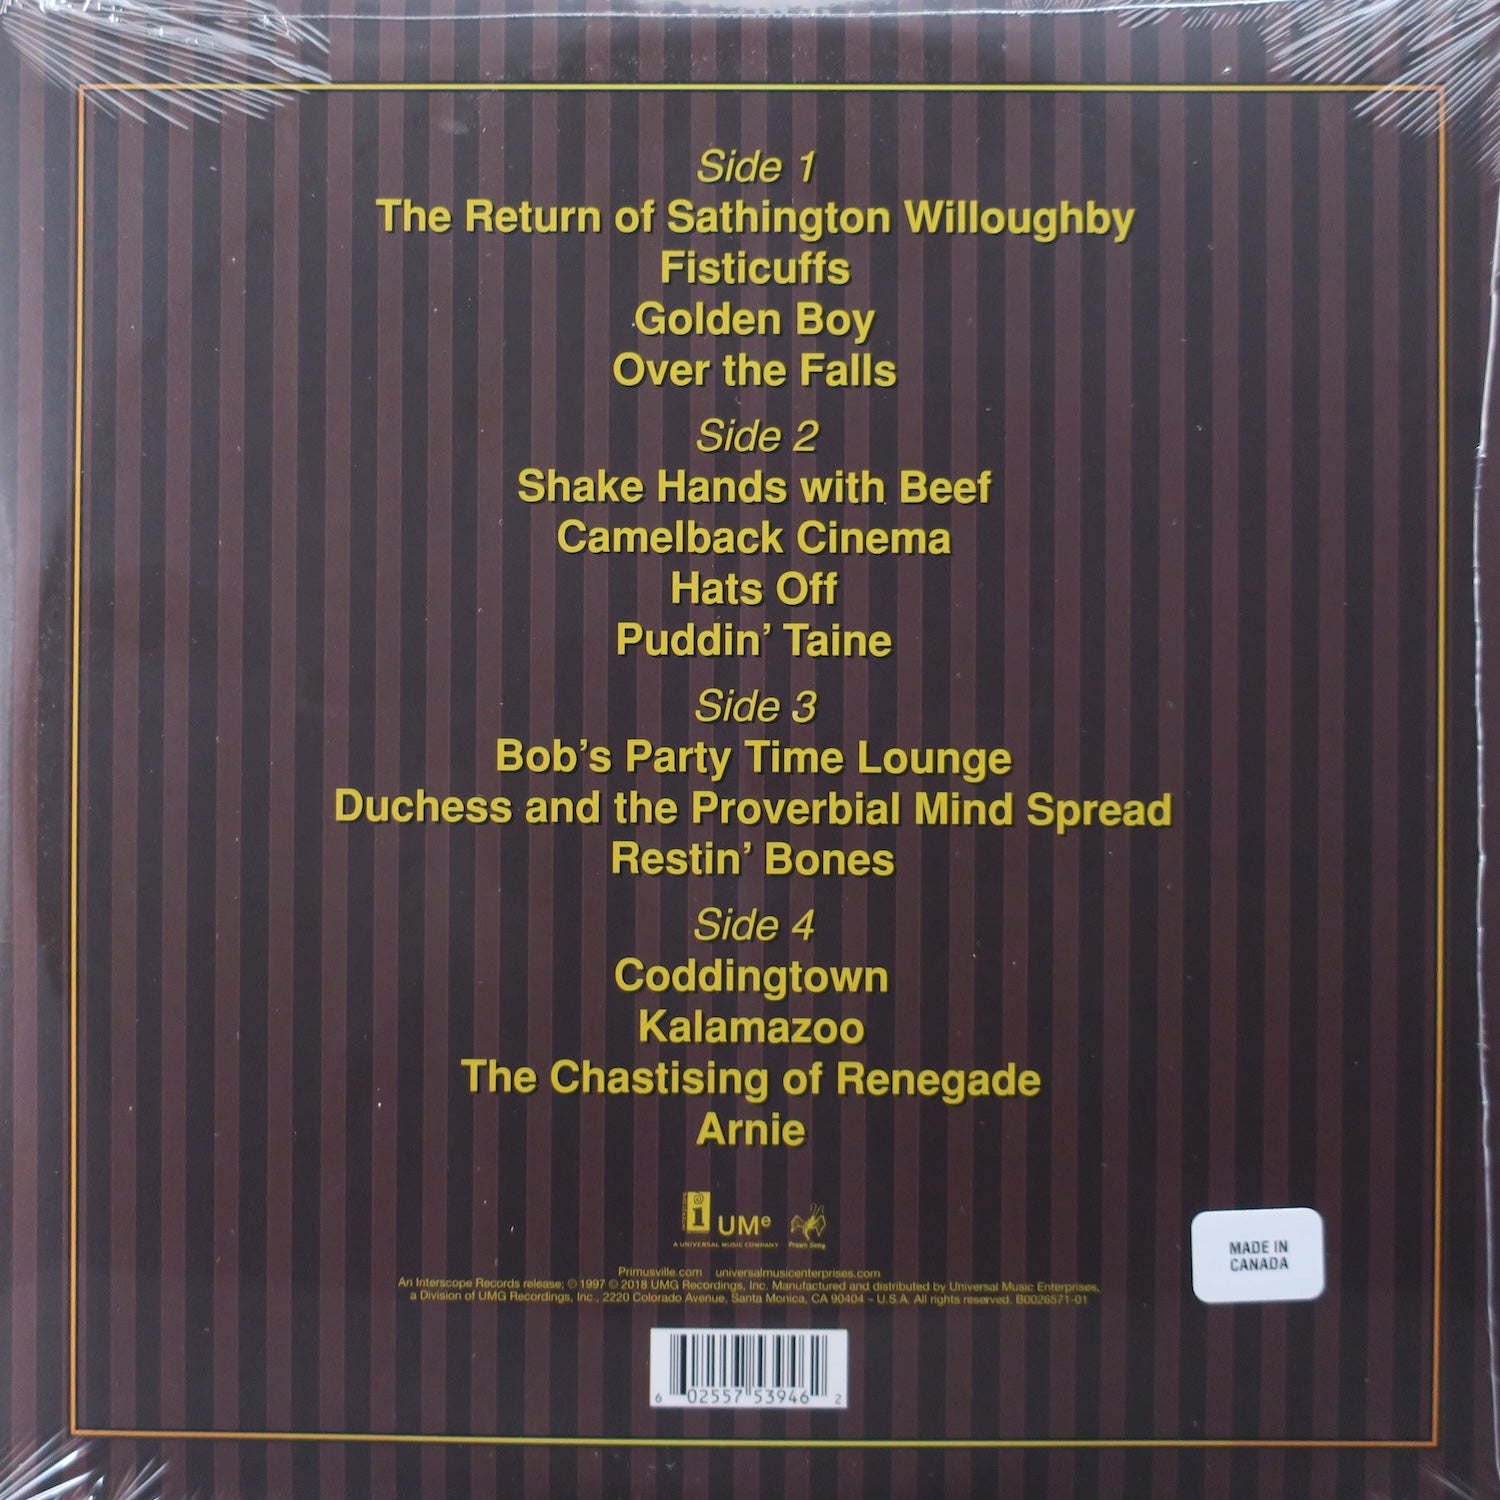 Side 1
The Return of Sathington Willoughby
Fisticuffs
Golden Boy
Over the Falls
Side 2
Shake Hands with Beef
Camelback Cinema
Hats Off
Puddin’ Taine
Side 3
Bob’s Party Time Lounge
Duchess and the Proverbial Mind Spread
Restin’ Bones
Side 4
Coddingtown
Kalamazoo
The Chastising of Renegade
Arnie
INTERSCOPE i UMe
A UNIVERSAL MUSIC COMPANY Prawn Song
Primusville.com universalmusicenterprises.com
An Interscope Records release; © 1997 ℗ 2018 UMG Recordings, Inc. Manufactured and distributed by Universal Music Enterprises,
a Division of UMG Recordings, Inc., 2220 Colorado Avenue, Santa Monica, CA 90404 – U.S.A. All rights reserved. B0026571-01
MADE IN
CANADA
6 02557 53946 2